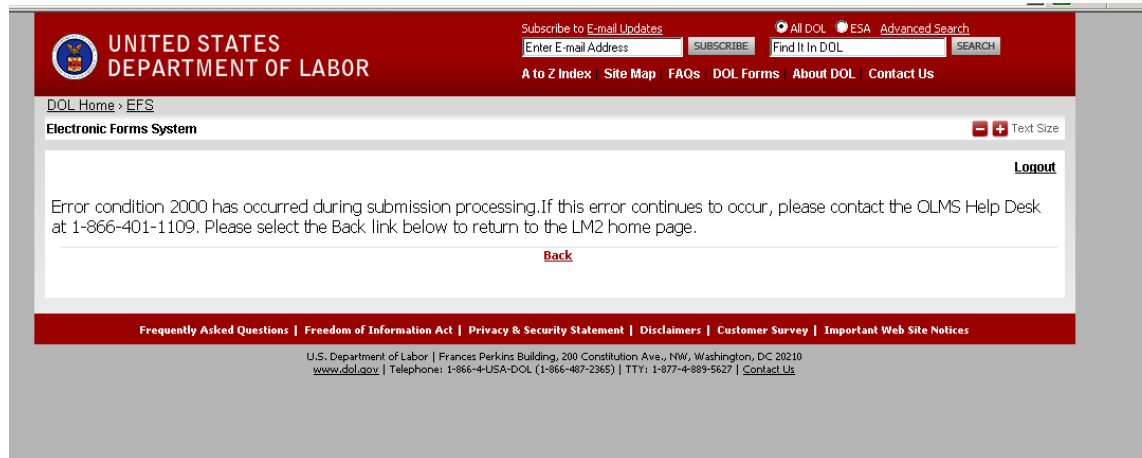 Subscribe to E-mail Updates
All DOL ESA Advanced Search
UNITED STATES
DEPARTMENT OF LABOR
Enter E-mail Address SUBSCRIBE Find It In DOL SEARCH
A to Z Index | Site Map | FAQs | DOL Forms | About DOL | Contact Us
DOL Home > EFS
Electronic Forms System
Text Size
Logout
Error condition 2000 has occurred during submission processing.If this error continues to occur, please contact the OLMS Help Desk
at 1-866-401-1109. Please select the Back link below to return to the LM2 home page.
Back
Frequently Asked Questions | Freedom of Information Act | Privacy & Security Statement | Disclaimers | Customer Survey | Important Web Site Notices
U.S. Department of Labor | Frances Perkins Building, 200 Constitution Ave., NW, Washington, DC 20210
www.dol.gov | Telephone: 1-866-4-USA-DOL (1-866-487-2365) | TTY: 1-877-4-889-5627 | Contact Us